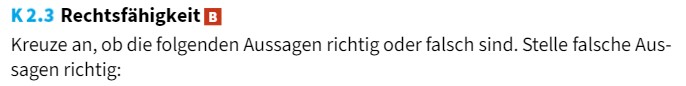 K 2.3 Rechtsfähigkeit B
Kreuze an, ob die folgenden Aussagen richtig oder falsch sind. Stelle falsche Aus-
sagen richtig: